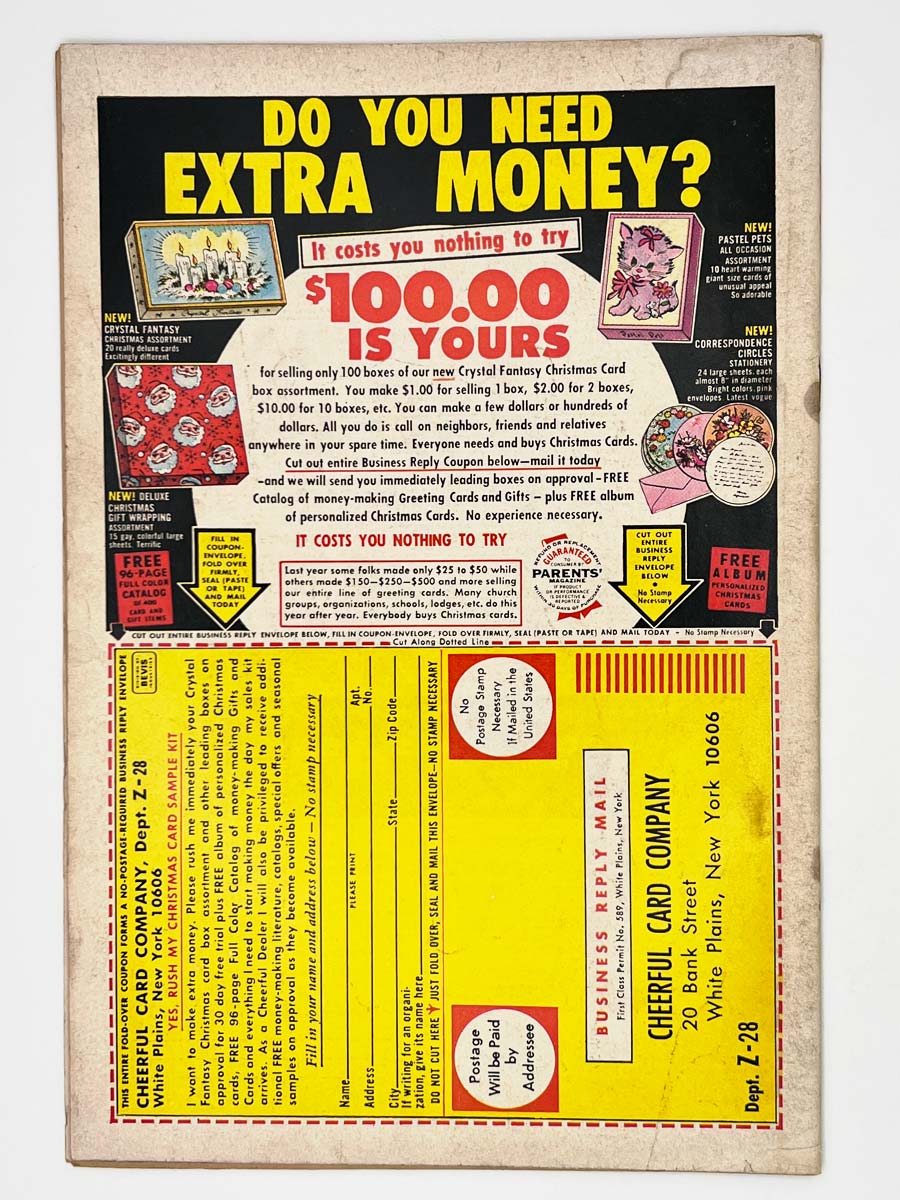 DO YOU NEED
EXTRA MONEY?
It costs you nothing to try
$100.00
IS YOURS
for selling only 100 boxes of our new Crystal Fantasy Christmas Card
box assortment. You make $1.00 for selling 1 box, $2.00 for 2 boxes,
$10.00 for 10 boxes, etc. You can make a few dollars or hundreds of
dollars. All you do is call on neighbors, friends and relatives
anywhere in your spare time. Everyone needs and buys Christmas Cards.
Cut out entire Business Reply Coupon below—mail it today
-and we will send you immediately leading boxes on approval - FREE
Catalog of money-making Greeting Cards and Gifts — plus FREE album
of personalized Christmas Cards. No experience necessary.
IT COSTS YOU NOTHING TO TRY
NEW!
CRYSTAL FANTASY
CHRISTMAS ASSORTMENT
20 really deluxe cards
Excitingly different
NEW! DELUXE
CHRISTMAS
GIFT WRAPPING
ASSORTMENT
15 gay, colorful large
sheets. Terrific
NEW!
PASTEL PETS
ALL OCCASION
ASSORTMENT
10 heart warming
giant size cards of
unusual appeal
So adorable
NEW!
CORRESPONDENCE
CIRCLES
STATIONERY
24 large sheets. each
almost 8" in diameter
Bright colors. pink
envelopes. Latest vogue
FREE
96-PAGE
FULL COLOR
CATALOG
OF 400
CARD AND
GIFT ITEMS
FILL IN
COUPON-
ENVELOPE,
FOLD OVER
FIRMLY,
SEAL (PASTE
OR TAPE)
AND MAIL
TODAY
Last year some folks made only $25 to $50 while
others made $150—$250—$500 and more selling
our entire line of greeting cards. Many church
groups, organizations, schools, lodges, etc. do this
year after year. Everybody buys Christmas cards.
REFUND OR REPLACEMENT
GUARANTEED
TO CONSUMER BY
PARENTS'
MAGAZINE
IF PRODUCT
OR PERFORMANCE
IS DEFECTIVE &
REPORTED
WITHIN 30 DAYS OF PURCHASE
CUT OUT
ENTIRE
BUSINESS
REPLY
ENVELOPE
BELOW
No Stamp
Necessary
FREE
ALBUM
PERSONALIZED
CHRISTMAS
CARDS
CUT OUT ENTIRE BUSINESS REPLY ENVELOPE BELOW, FILL IN COUPON-ENVELOPE, FOLD OVER FIRMLY, SEAL (PASTE OR TAPE) AND MAIL TODAY - No Stamp Necessary
Cut Along Dotted Line
THIS ENTIRE FOLD-OVER COUPON FORMS A NO-POSTAGE-REQUIRED BUSINESS REPLY ENVELOPE
CHEERFUL CARD COMPANY, Dept. Z-28
White Plains, New York 10606
BEVIS
YES, RUSH MY CHRISTMAS CARD SAMPLE KIT
I want to make extra money. Please rush me immediately your Crystal
Fantasy Christmas card box assortment and other leading boxes on
approval for 30 day free trial plus FREE album of personalized Christmas
cards, FREE 96-page Full Color Catalog of money-making Gifts and
Cards and everything I need to start making money the day my sales kit
arrives. As a Cheerful Dealer I will also be privileged to receive addi-
tional FREE money-making literature, catalogs, special offers and seasonal
samples on approval as they become available.
Fill in your name and address below — No stamp necessary
Name
PLEASE PRINT
Address Apt. No.
City State Zip Code
If writing for an organi-
zation, give its name here
DO NOT CUT HERE JUST FOLD OVER, SEAL AND MAIL THIS ENVELOPE—NO STAMP NECESSARY
Postage
Will be Paid
by
Addressee
No
Postage Stamp
Necessary
If Mailed in the
United States
BUSINESS REPLY MAIL
First Class Permit No. 589, White Plains, New York
CHEERFUL CARD COMPANY
20 Bank Street
White Plains, New York 10606
Dept. Z-28